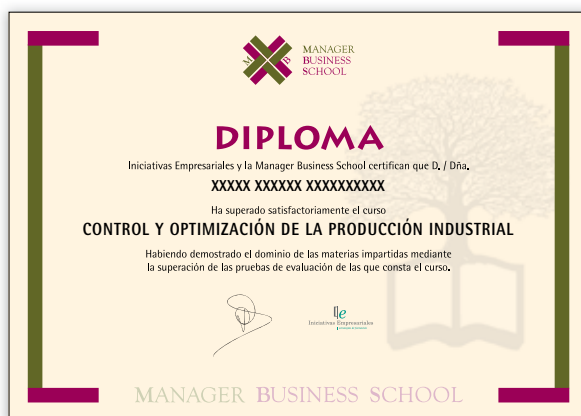 M B
MANAGER
BUSINESS
SCHOOL
DIPLOMA
Iniciativas Empresariales y la Manager Business School certifican que D. / Dña.
XXXXX XXXXXX XXXXXXXXXX
Ha superado satisfactoriamente el curso
CONTROL Y OPTIMIZACIÓN DE LA PRODUCCIÓN INDUSTRIAL
Habiendo demostrado el dominio de las materias impartidas mediante
la superación de las pruebas de evaluación de las que consta el curso.
Ie
Iniciativas Empresariales
MANAGER BUSINESS SCHOOL